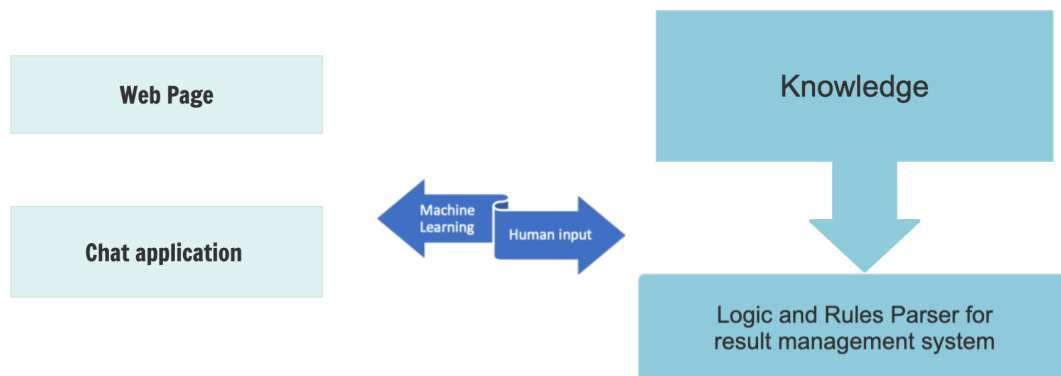 Web Page
Chat application
Machine
Learning
Human input
Knowledge
Logic and Rules Parser for
result management system